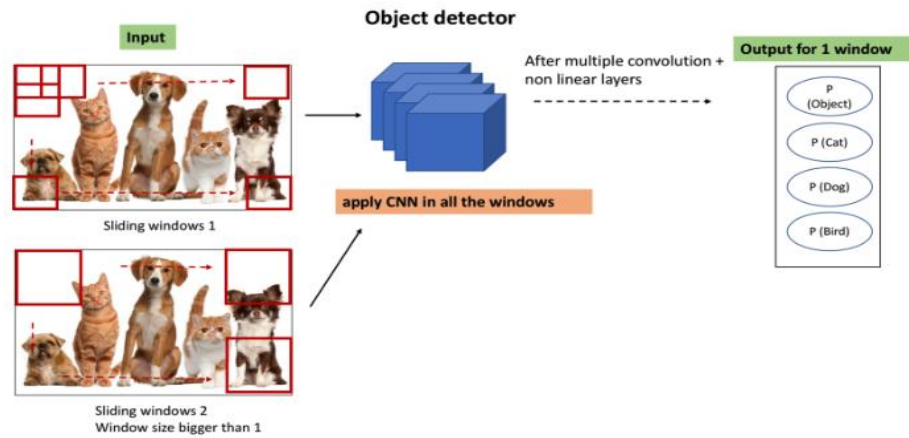 Object detector
Input
Output for 1 window
After multiple convolution +
non linear layers
P
(Object)
P (Cat)
P (Dog)
P (Bird)
apply CNN in all the windows
Sliding windows 1
Sliding windows 2
Window size bigger than 1